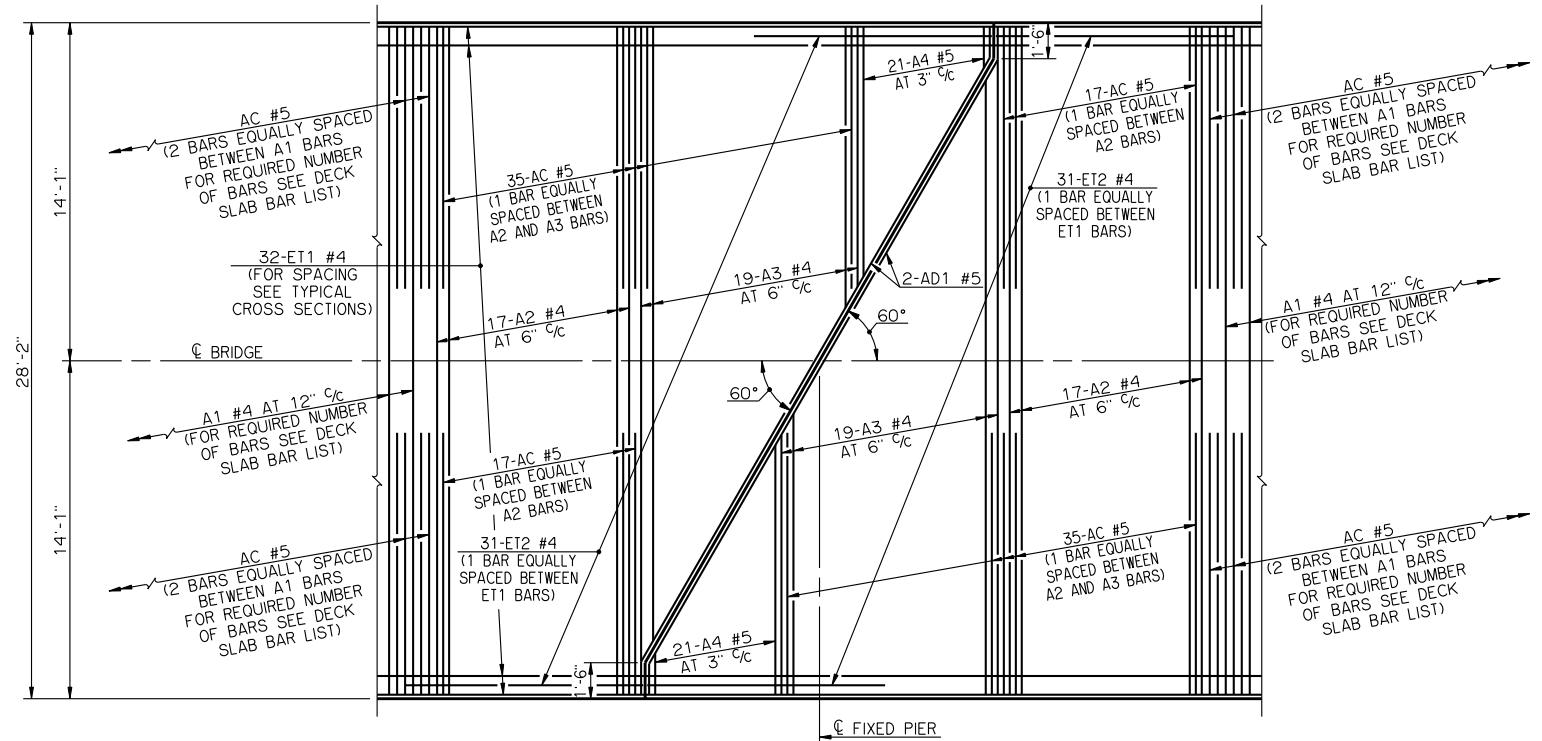 28'-2"
14'-1"
14'-1"
AC #5
(2 BARS EQUALLY SPACED
BETWEEN A1 BARS
FOR REQUIRED NUMBER
OF BARS SEE DECK
SLAB BAR LIST)
32-ET1 #4
(FOR SPACING
SEE TYPICAL
CROSS SECTIONS)
35-AC #5
(1 BAR EQUALLY
SPACED BETWEEN
A2 AND A3 BARS)
17-A2 #4
AT 6" C/C
19-A3 #4
AT 6" C/C
21-A4 #5
AT 3" C/C
1'-6"
17-AC #5
(1 BAR EQUALLY
SPACED BETWEEN
A2 BARS)
31-ET2 #4
(1 BAR EQUALLY
SPACED BETWEEN
ET1 BARS)
2-AD1 #5
60°
AC #5
(2 BARS EQUALLY SPACED
BETWEEN A1 BARS
FOR REQUIRED NUMBER
OF BARS SEE DECK
SLAB BAR LIST)
A1 #4 AT 12" C/C
(FOR REQUIRED NUMBER
OF BARS SEE DECK
SLAB BAR LIST)
℄ BRIDGE
A1 #4 AT 12" C/C
(FOR REQUIRED NUMBER
OF BARS SEE DECK
SLAB BAR LIST)
AC #5
(2 BARS EQUALLY SPACED
BETWEEN A1 BARS
FOR REQUIRED NUMBER
OF BARS SEE DECK
SLAB BAR LIST)
17-AC #5
(1 BAR EQUALLY
SPACED BETWEEN
A2 BARS)
31-ET2 #4
(1 BAR EQUALLY
SPACED BETWEEN
ET1 BARS)
60°
1'-6"
21-A4 #5
AT 3" C/C
19-A3 #4
AT 6" C/C
17-A2 #4
AT 6" C/C
35-AC #5
(1 BAR EQUALLY
SPACED BETWEEN
A2 AND A3 BARS)
AC #5
(2 BARS EQUALLY SPACED
BETWEEN A1 BARS
FOR REQUIRED NUMBER
OF BARS SEE DECK
SLAB BAR LIST)
℄ FIXED PIER